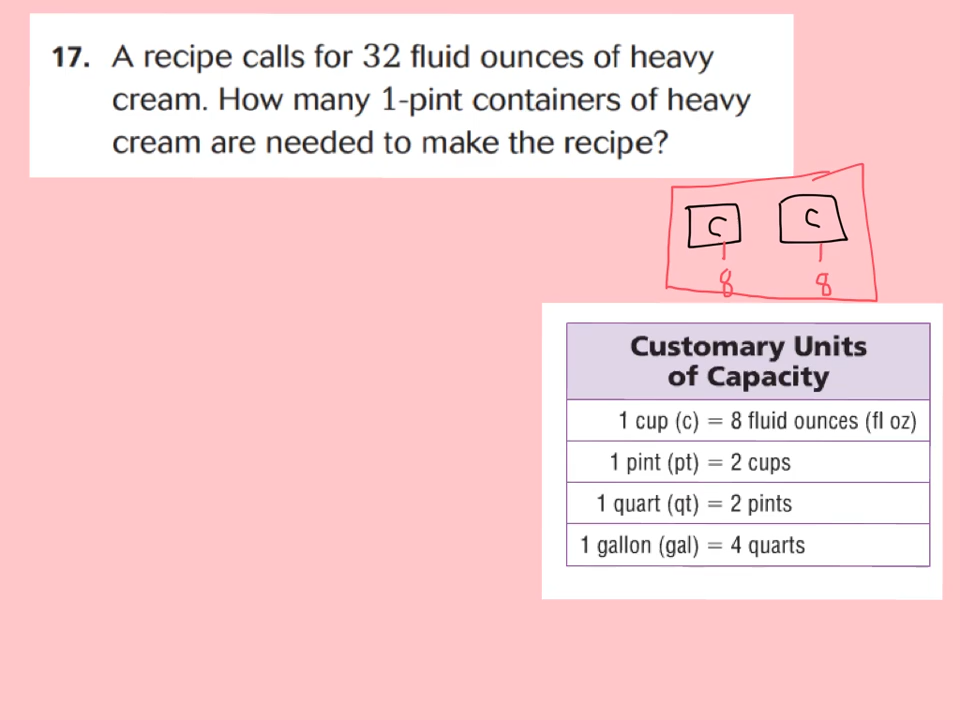 17. A recipe calls for 32 fluid ounces of heavy
cream. How many 1-pint containers of heavy
cream are needed to make the recipe?
C C
8 8
Customary Units
of Capacity
1 cup (c) = 8 fluid ounces (fl oz)
1 pint (pt) = 2 cups
1 quart (qt) = 2 pints
1 gallon (gal) = 4 quarts